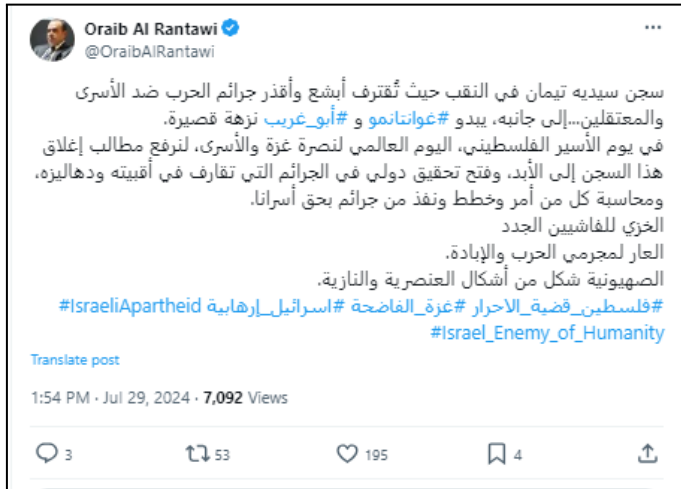 Oraib Al Rantawi
@OraibAlRantawi
سجن سيديه تيمان في النقب حيث تُقترف أبشع وأقذر جرائم الحرب ضد الأسرى
والمعتقلين...إلى جانبه، يبدو #غوانتانمو و #أبو_غريب نزهة قصيرة.
في يوم الأسير الفلسطيني، اليوم العالمي لنصرة غزة والأسرى، لنرفع مطالب إغلاق
هذا السجن إلى الأبد، وفتح تحقيق دولي في الجرائم التي تقارف في أقبيته ودهاليزه،
ومحاسبة كل من أمر وخطط ونفذ من جرائم بحق أسرانا.
الخزي للفاشيين الجدد
العار لمجرمي الحرب والإبادة.
الصهيونية شكل من أشكال العنصرية والنازية.
#فلسطين_قضية_الاحرار #غزة_الفاضحة #اسرائيل_إرهابية #IsraeliApartheid
#Israel_Enemy_of_Humanity
Translate post
1:54 PM · Jul 29, 2024 · 7,092 Views
3 53 195 4